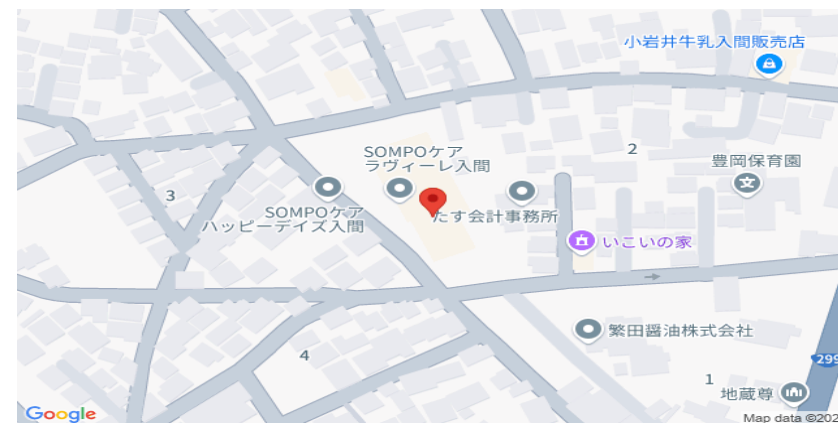 小岩井牛乳入間販売店
SOMPOケア
ラヴィーレ入間
2
豊岡保育園
3
SOMPOケア
ハッピーデイズ入間
たす会計事務所
いこいの家
繁田醤油株式会社
4
299
1
地蔵尊
Google
Map data ©202